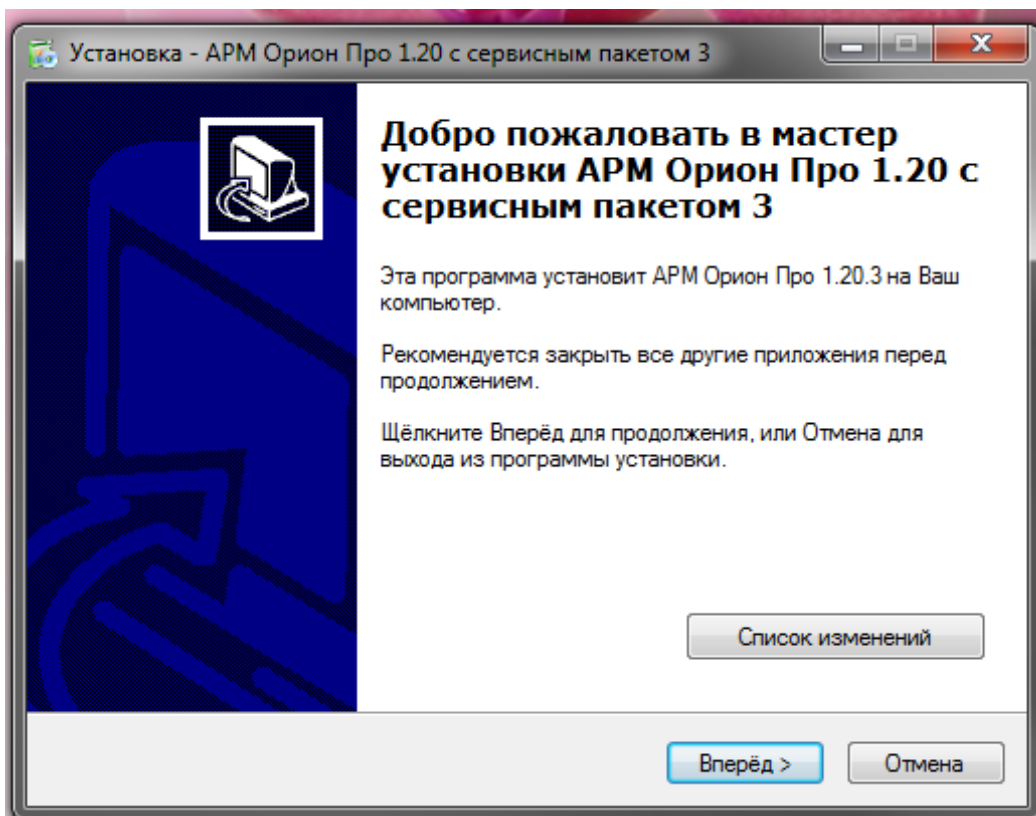 Установка - АРМ Орион Про 1.20 с сервисным пакетом 3
Добро пожаловать в мастер
установки АРМ Орион Про 1.20 с
сервисным пакетом 3
Эта программа установит АРМ Орион Про 1.20.3 на Ваш
компьютер.
Рекомендуется закрыть все другие приложения перед
продолжением.
Щёлкните Вперёд для продолжения, или Отмена для
выхода из программы установки.
Список изменений
Вперёд >
Отмена